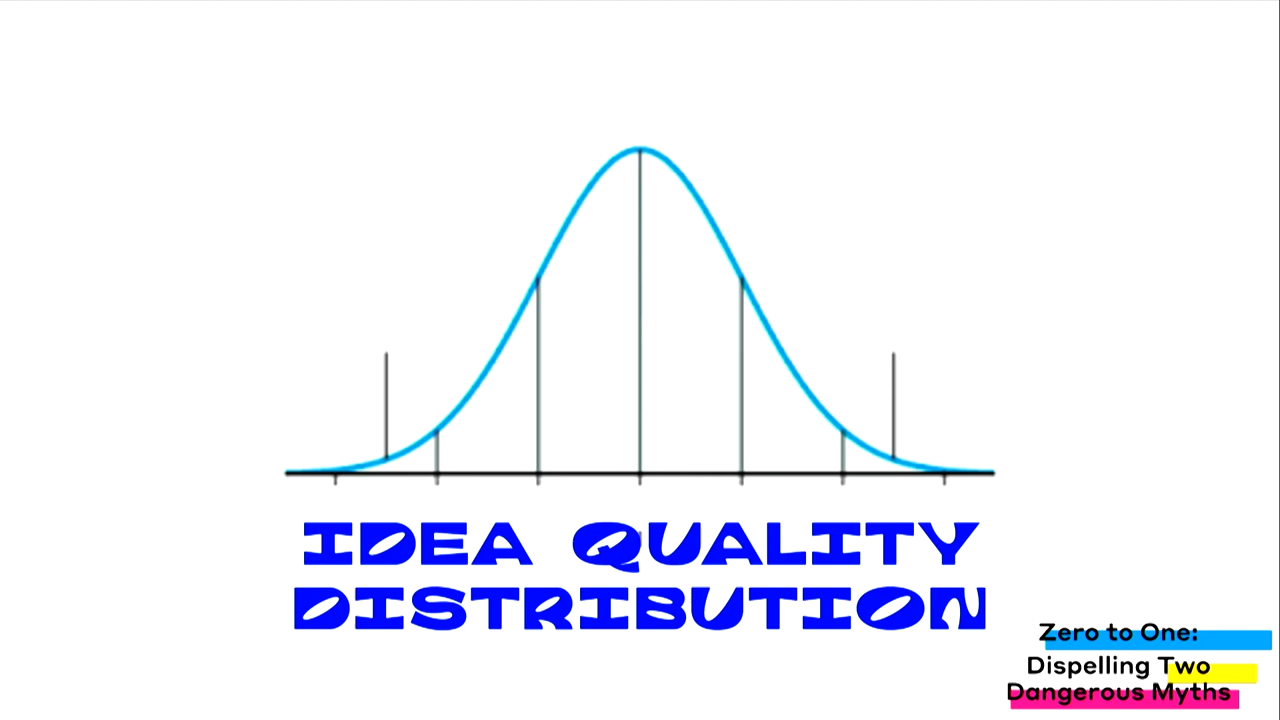 IDEA QUALITY
DISTRIBUTION
Zero to One:
Dispelling Two
Dangerous Myths